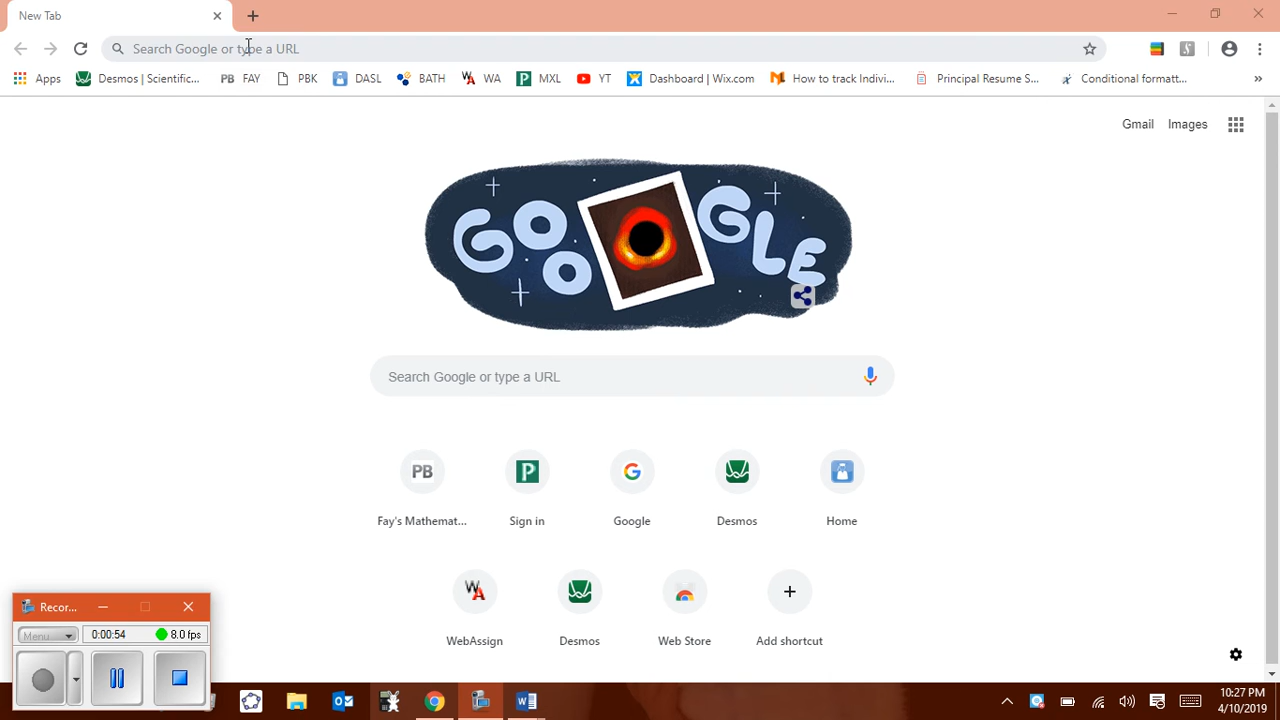 New Tab
Search Google or type a URL
Apps Desmos | Scientific... PB FAY PBK DASL BATH WA MXL YT Dashboard | Wix.com How to track Indivi... Principal Resume S... Conditional formatt... »
Gmail Images
GOOGLE
Search Google or type a URL
PB
Fay's Mathemat... Sign in Google Desmos Home
WebAssign Desmos Web Store Add shortcut
Recor...
Menu 0:00:54 8.0 fps
10:27 PM
4/10/2019